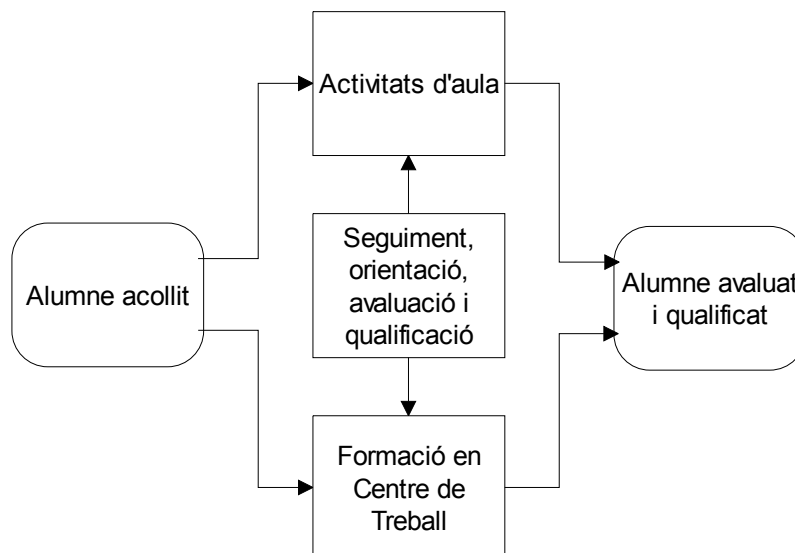 Activitats d'aula
Seguiment,
orientació,
avaluació i
qualificació
Alumne acollit
Alumne avaluat
i qualificat
Formació en
Centre de
Treball